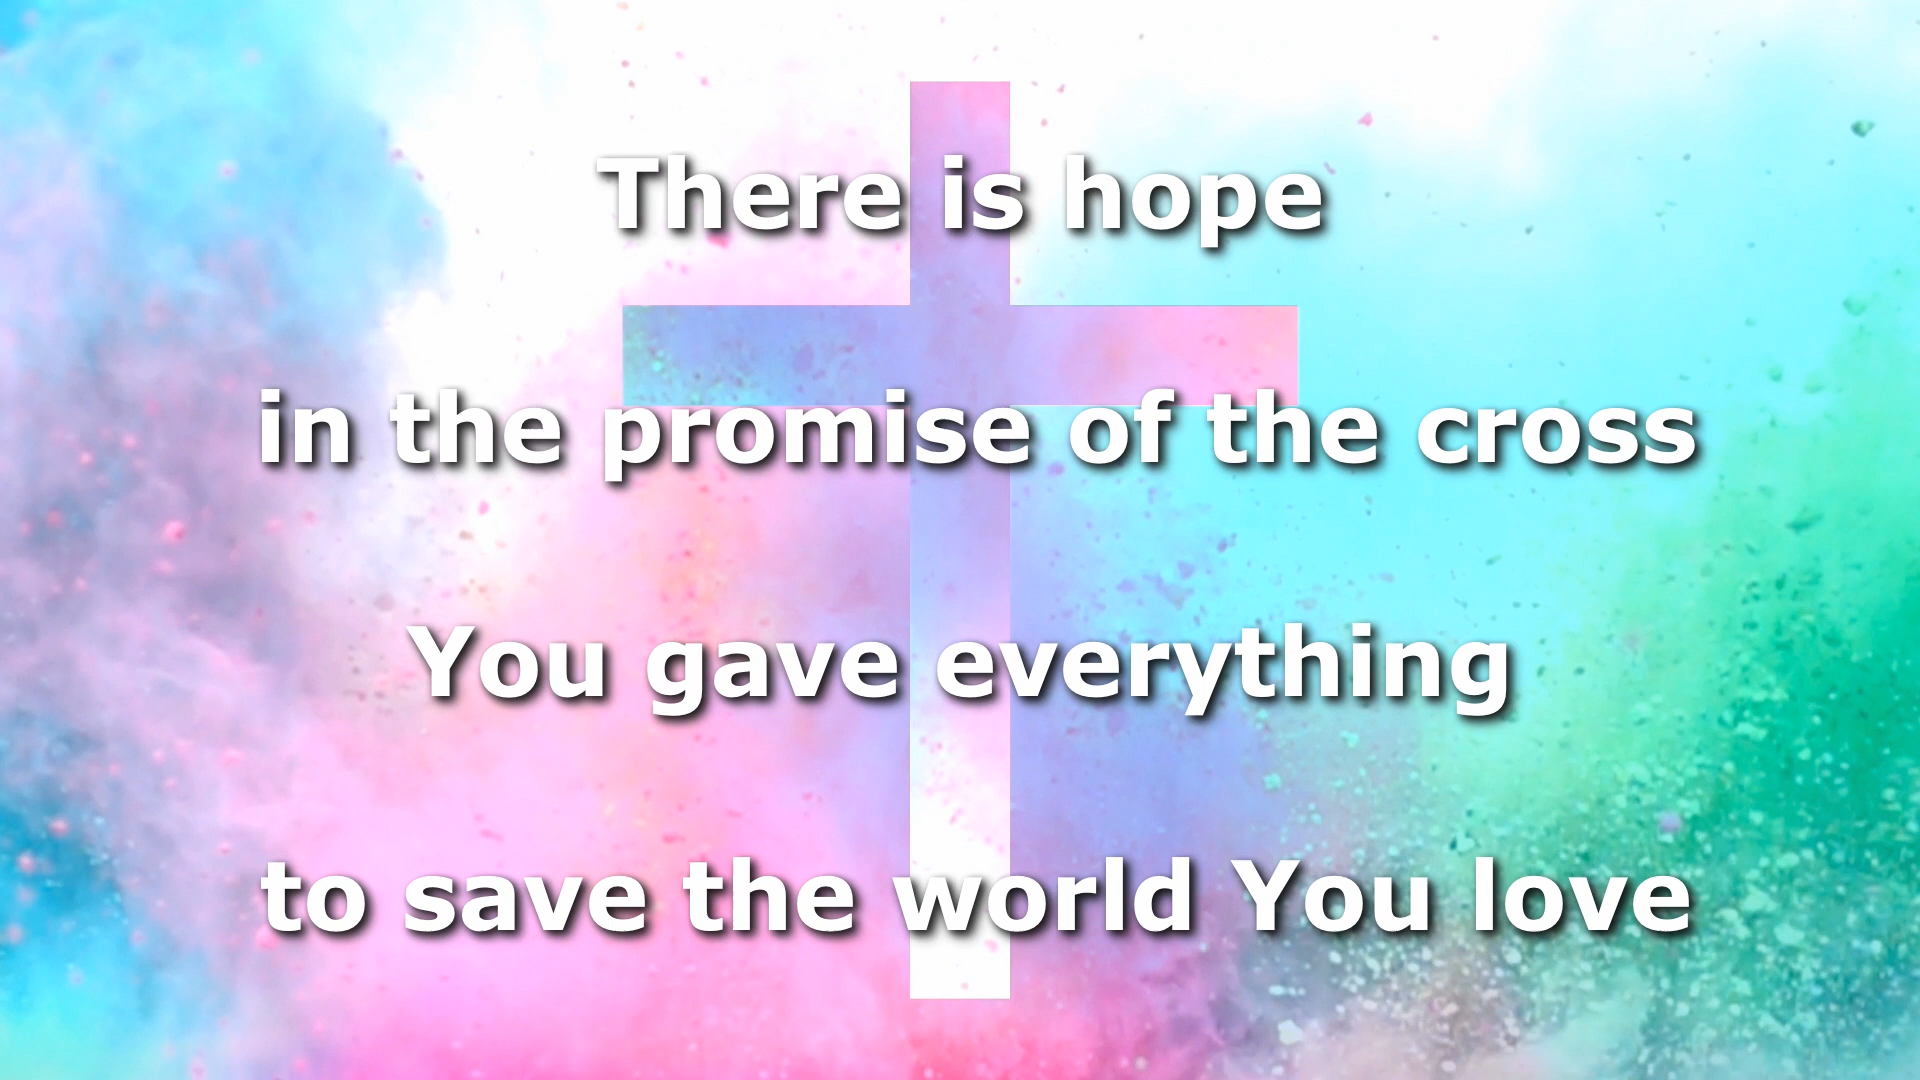 There is hope
in the promise of the cross
You gave everything
to save the world You love